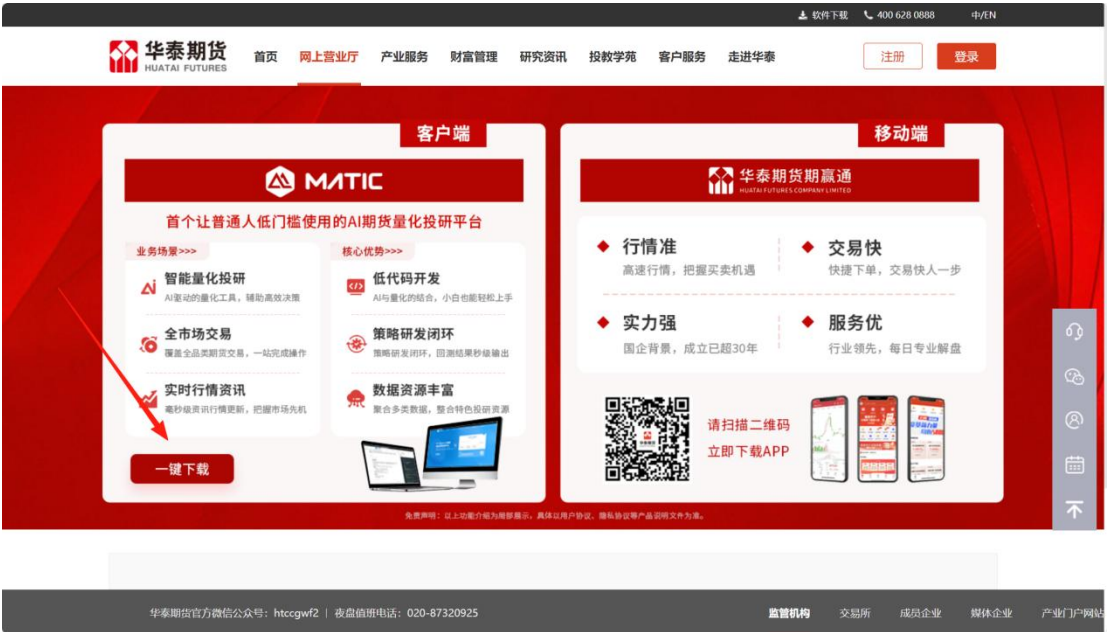 软件下载
400 628 0888
中/EN
华泰期货
HUATAI FUTURES
首页
网上营业厅
产业服务
财富管理
研究资讯
投教学苑
客户服务
走进华泰
注册
登录
客户端
MATIC
首个让普通人低门槛使用的AI期货量化投研平台
业务场景>>>
智能量化投研
AI驱动的量化工具，辅助高效决策
全市场交易
覆盖全品类期货交易，一站完成操作
实时行情资讯
毫秒级资讯行情更新，把握市场先机
核心优势>>>
低代码开发
AI与量化的结合，小白也能轻松上手
策略研发闭环
策略研发闭环，回测结果秒级输出
数据资源丰富
聚合多类数据，整合特色投研资源
一键下载
移动端
华泰期货期赢通
HUATAI FUTURES COMPANY LIMITED
行情准
高速行情，把握买卖机遇
交易快
快捷下单，交易快人一步
实力强
国企背景，成立已超30年
服务优
行业领先，每日专业解盘
请扫描二维码
立即下载APP
免责声明：以上功能介绍为局部展示，具体以用户协议、隐私协议等产品说明文件为准。
华泰期货官方微信公众号：htccgwf2 | 夜盘值班电话：020-87320925
监管机构
交易所
成员企业
媒体企业
产业门户网站